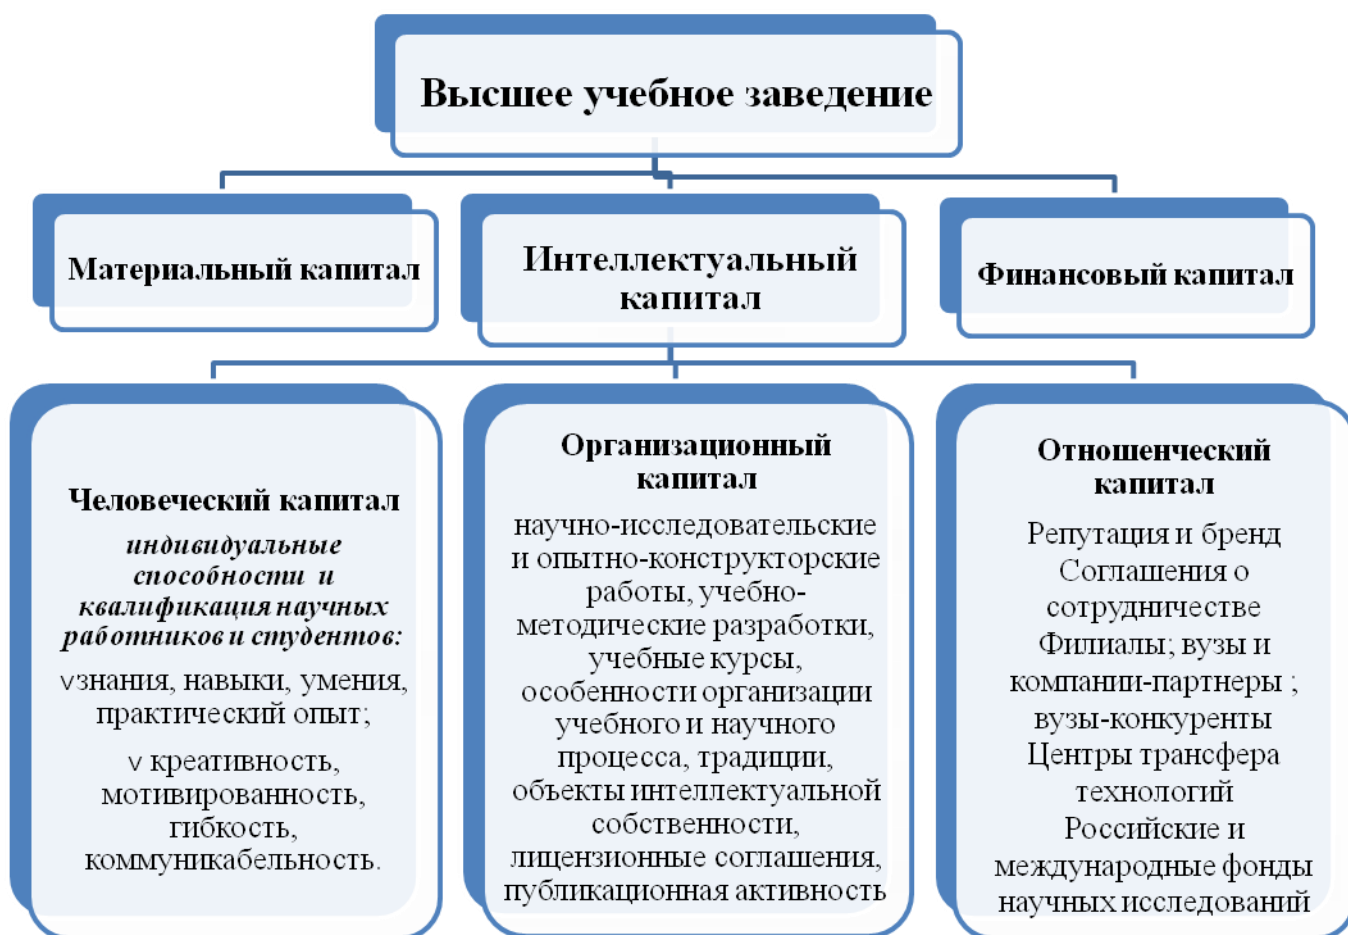 Высшее учебное заведение
Материальный капитал
Интеллектуальный
капитал
Финансовый капитал
Человеческий капитал
индивидуальные
способности и
квалификация научных
работников и студентов:
vзнания, навыки, умения,
практический опыт;
v креативность,
мотивированность,
гибкость,
коммуникабельность.
Организационный
капитал
научно-исследовательские
и опытно-конструкторские
работы, учебно-
методические разработки,
учебные курсы,
особенности организации
учебного и научного
процесса, традиции,
объекты интеллектуальной
собственности,
лицензионные соглашения,
публикационная активность
Отношенческий
капитал
Репутация и бренд
Соглашения о
сотрудничестве
Филиалы; вузы и
компании-партнеры ;
вузы-конкуренты
Центры трансфера
технологий
Российские и
международные фонды
научных исследований